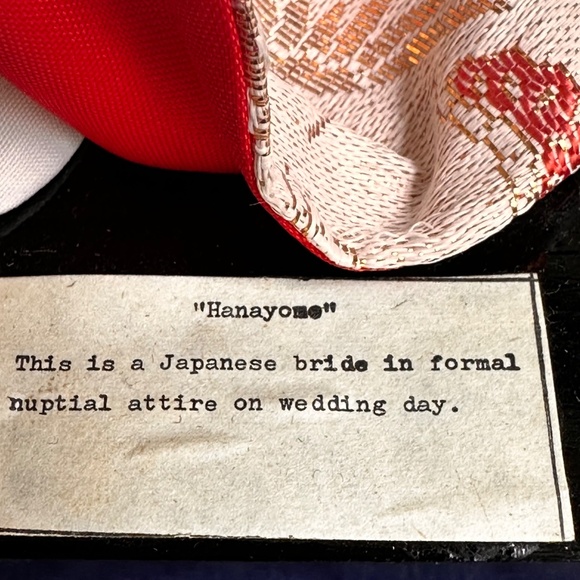 "Hanayome"
This is a Japanese bride in formal
nuptial attire on wedding day.